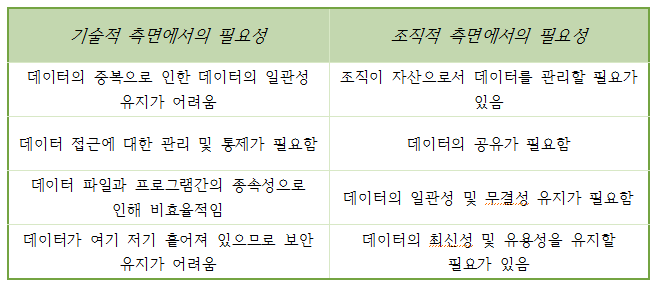 기술적 측면에서의 필요성
조직적 측면에서의 필요성
데이터의 중복으로 인한 데이터의 일관성
유지가 어려움
조직이 자산으로서 데이터를 관리할 필요가
있음
데이터 접근에 대한 관리 및 통제가 필요함
데이터의 공유가 필요함
데이터 파일과 프로그램간의 종속성으로
인해 비효율적임
데이터의 일관성 및 무결성 유지가 필요함
데이터가 여기 저기 흩어져 있으므로 보안
유지가 어려움
데이터의 최신성 및 유용성을 유지할
필요가 있음